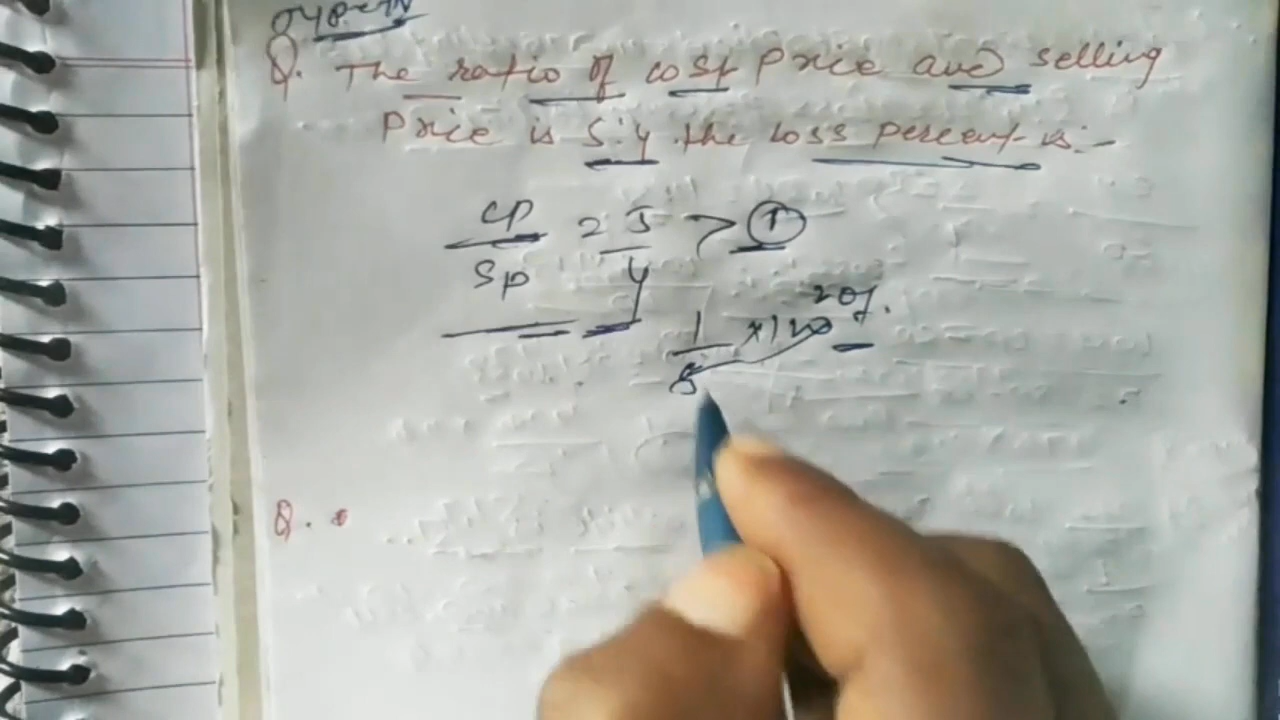 Q. The ratio of cost price and selling
Price is 5:4 the loss percent is:-
CP = 5 > 1
SP 4
20%.
1 ×100
5
Q.